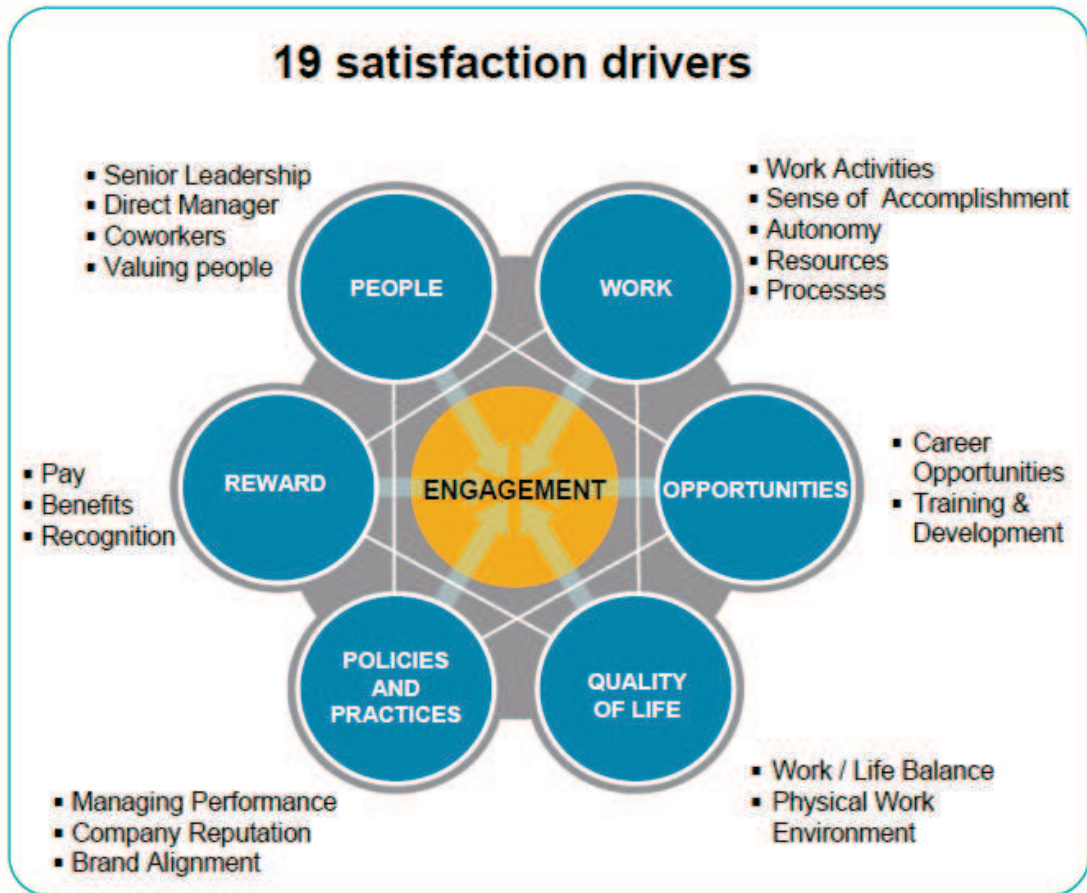 19 satisfaction drivers
▪ Senior Leadership
▪ Direct Manager
▪ Coworkers
▪ Valuing people
▪ Work Activities
▪ Sense of Accomplishment
▪ Autonomy
▪ Resources
▪ Processes
PEOPLE
WORK
▪ Pay
▪ Benefits
▪ Recognition
REWARD
ENGAGEMENT
OPPORTUNITIES
▪ Career
Opportunities
▪ Training &
Development
POLICIES
AND
PRACTICES
QUALITY
OF LIFE
▪ Managing Performance
▪ Company Reputation
▪ Brand Alignment
▪ Work / Life Balance
▪ Physical Work
Environment